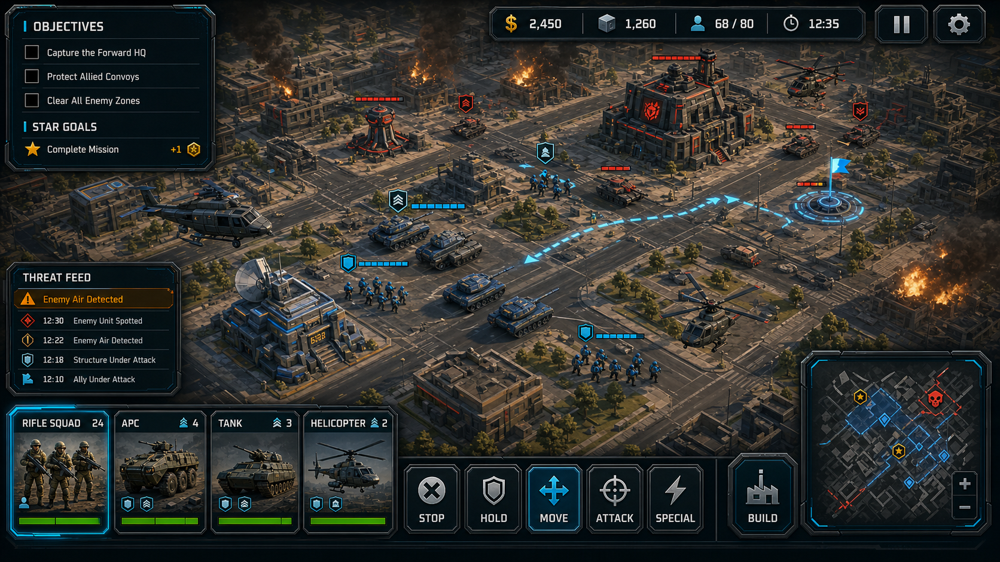 OBJECTIVES
Capture the Forward HQ
Protect Allied Convoys
Clear All Enemy Zones
STAR GOALS
Complete Mission +1
$ 2,450 1,260 68 / 80 12:35
THREAT FEED
Enemy Air Detected
12:30 Enemy Unit Spotted
12:22 Enemy Air Detected
12:18 Structure Under Attack
12:10 Ally Under Attack
RIFLE SQUAD 24
APC 4
TANK 3
HELICOPTER 2
STOP
HOLD
MOVE
ATTACK
SPECIAL
BUILD
+
−